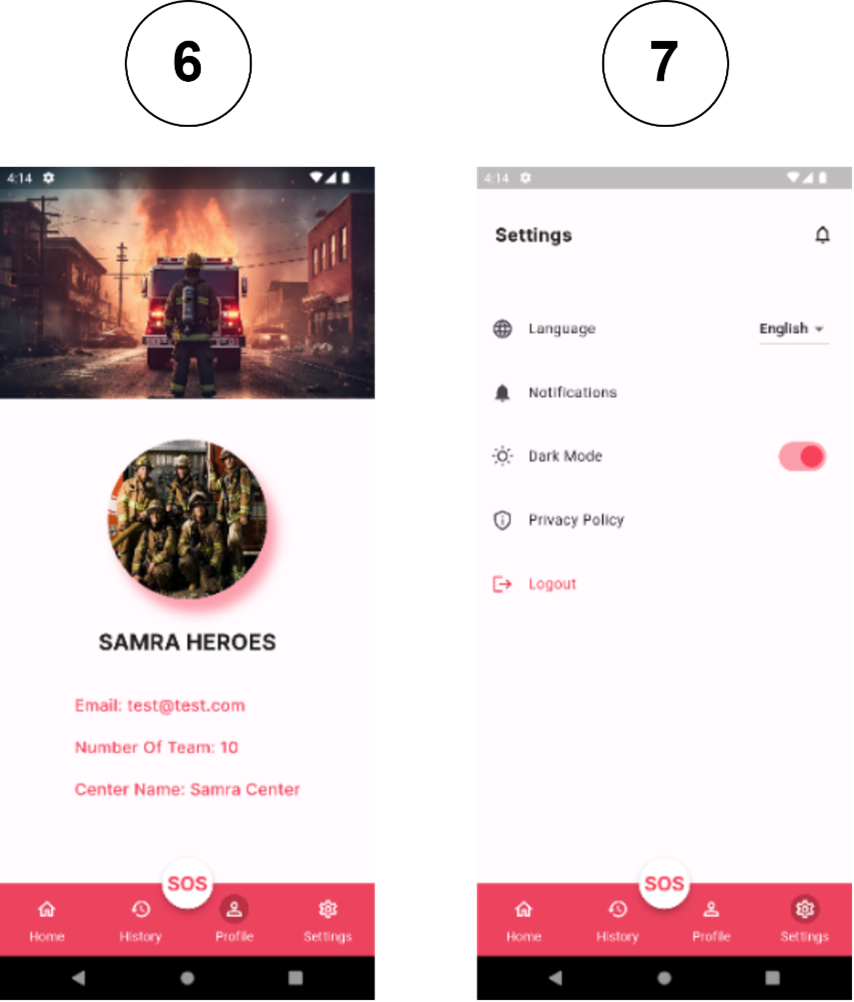 6
4:14
SAMRA HEROES
Email: test@test.com
Number Of Team: 10
Center Name: Samra Center
SOS
Home
History
Profile
Settings
7
4:14
Settings
Language
English
Notifications
Dark Mode
Privacy Policy
Logout
SOS
Home
History
Profile
Settings